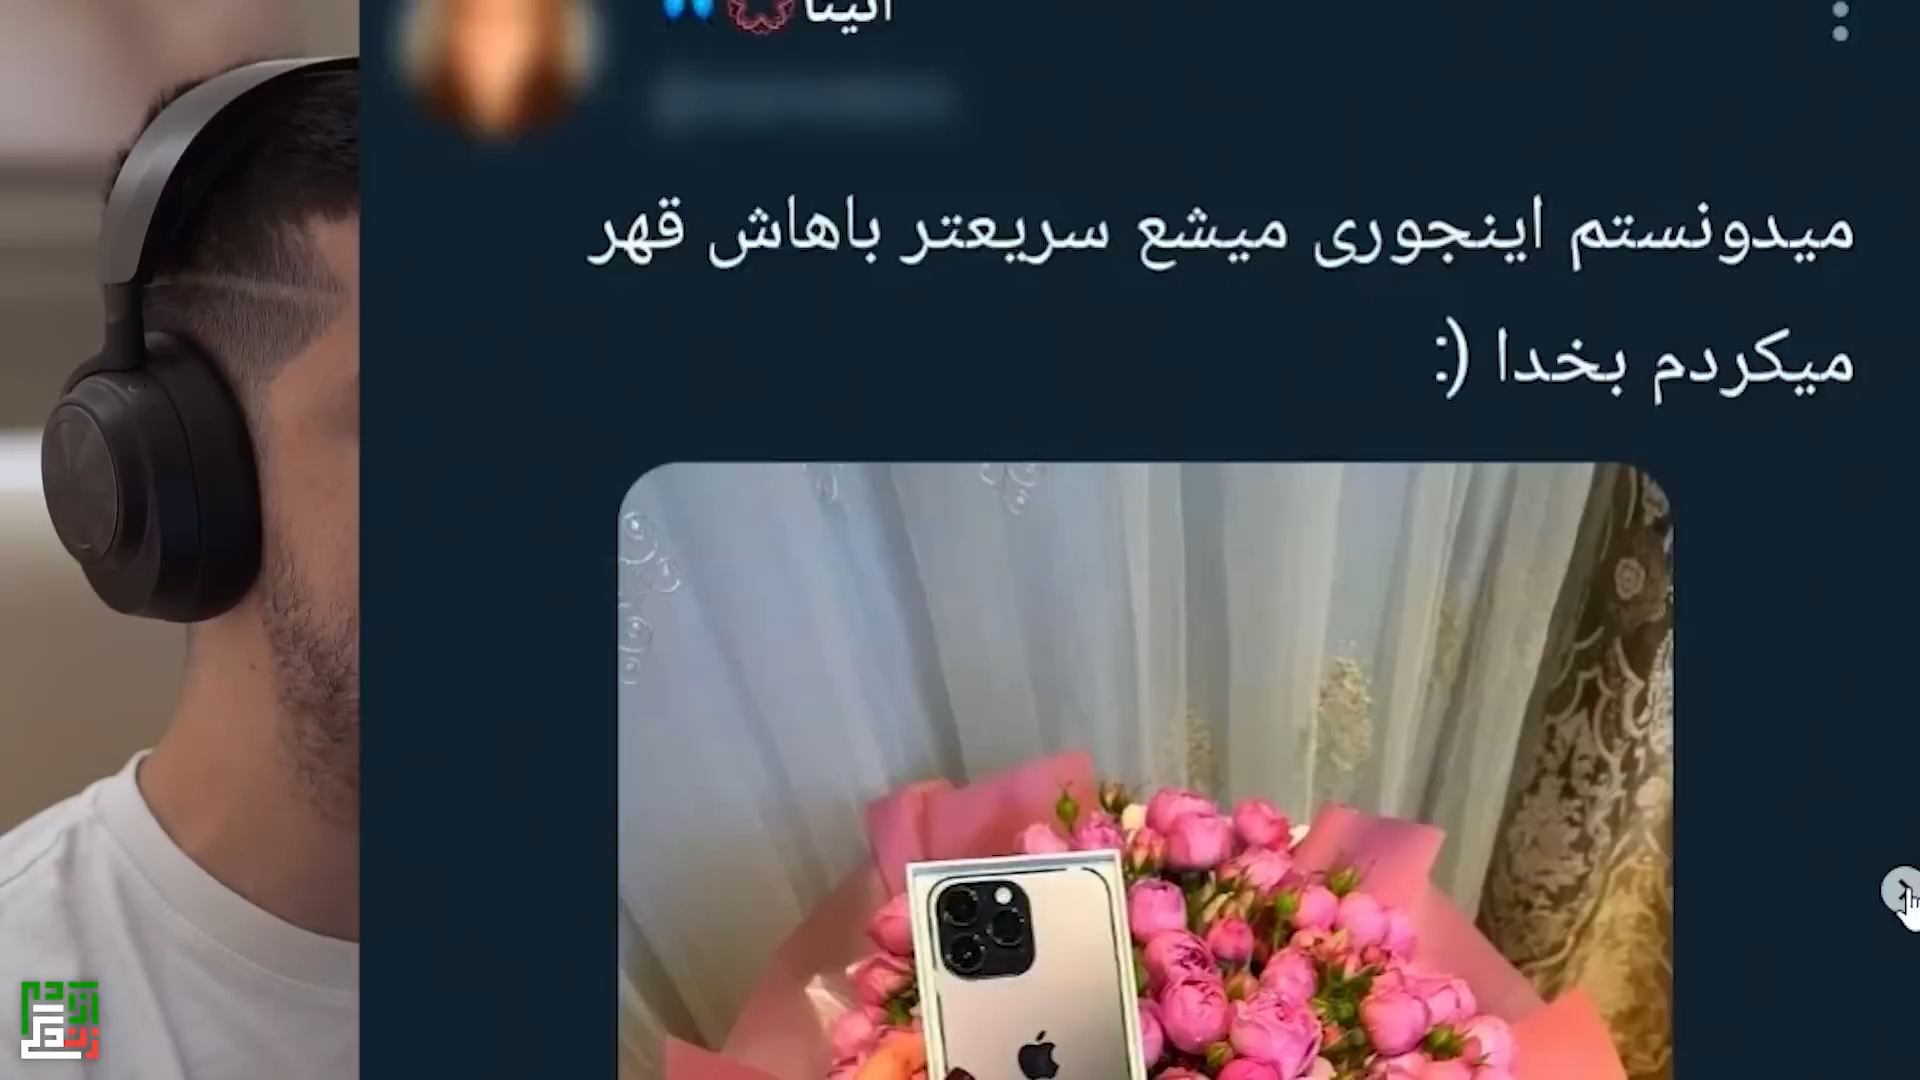 میدونستم اینجوری میشع سریعتر باهاش قهر
میکردم بخدا (: